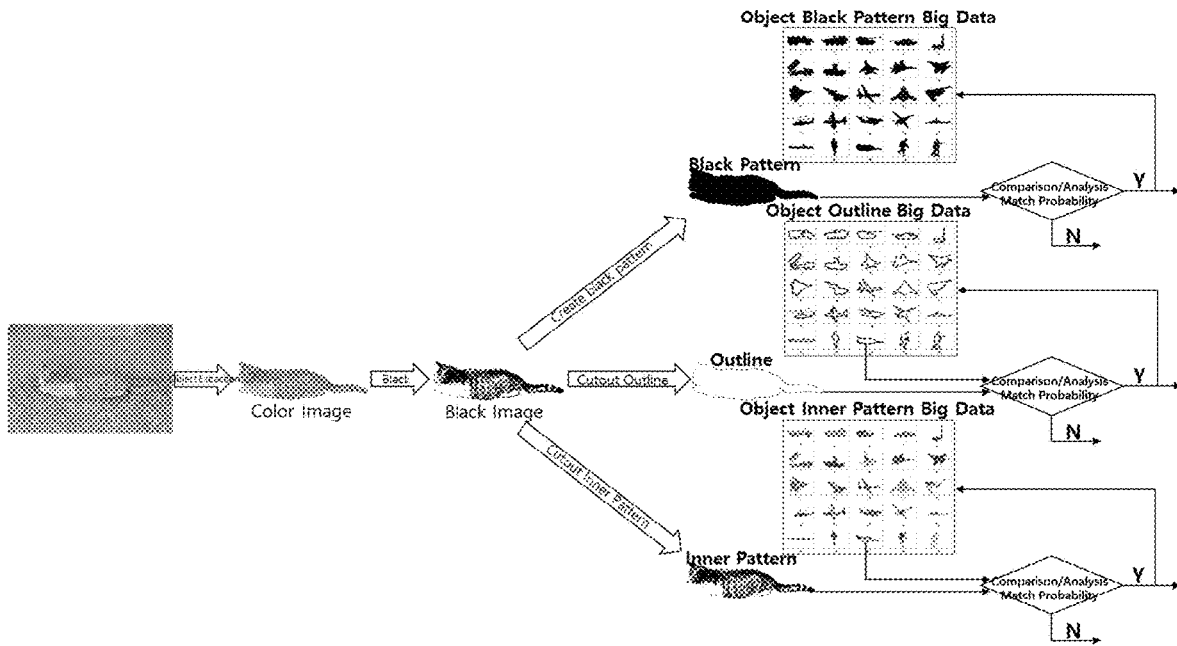 Object Black Pattern Big Data
Black Pattern
Comparison/Analysis
Match Probability
Y
N
Object Outline Big Data
Create black pattern
Object Extraction
Color Image
Black
Black Image
Cutout Outline
Outline
Comparison/Analysis
Match Probability
Y
N
Object Inner Pattern Big Data
Cutout Inner Pattern
Inner Pattern
Comparison/Analysis
Match Probability
Y
N